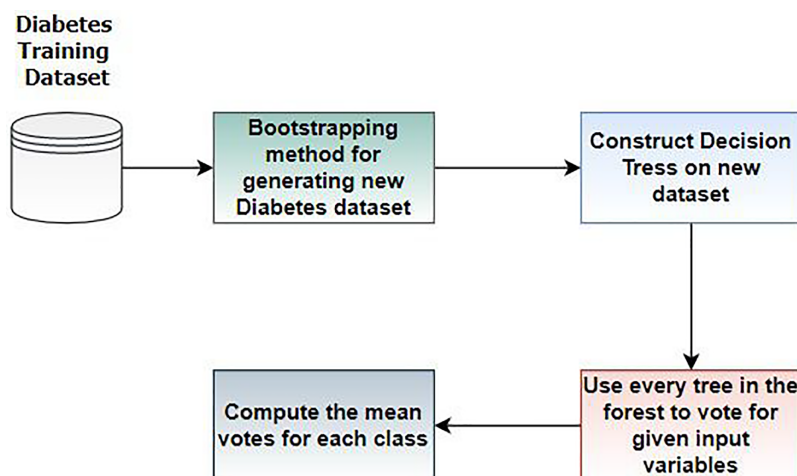 Diabetes
Training
Dataset
Bootstrapping
method for
generating new
Diabetes dataset
Construct Decision
Tress on new
dataset
Use every tree in the
forest to vote for
given input
variables
Compute the mean
votes for each class